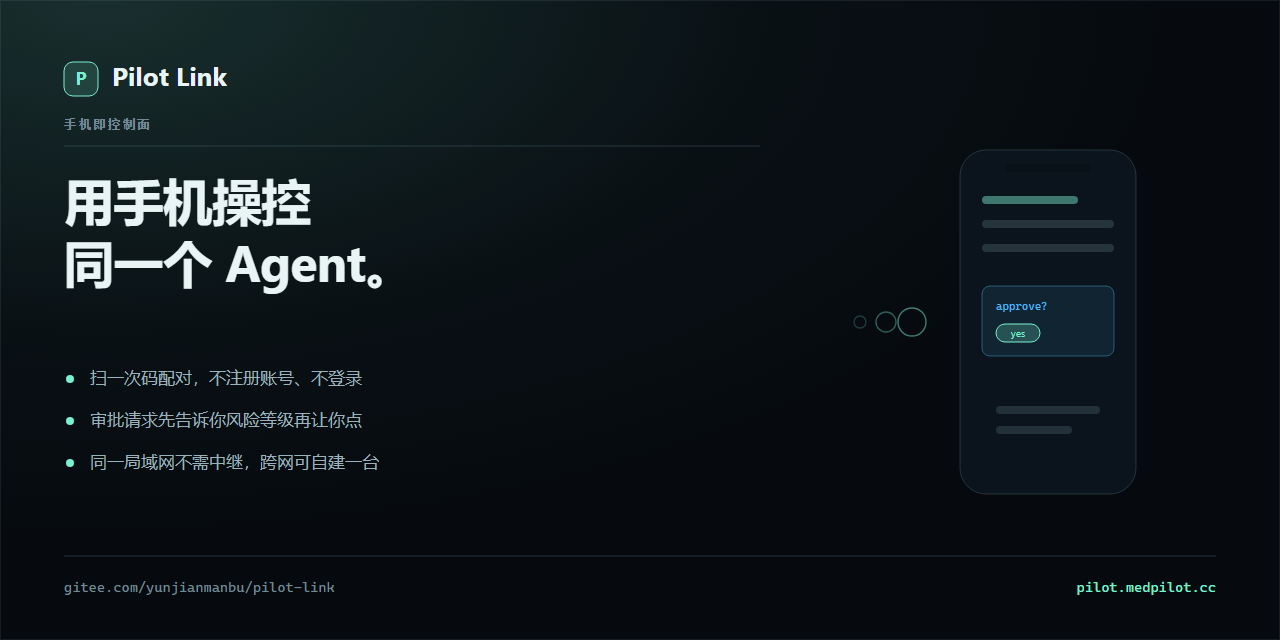 P
Pilot Link
手机即控制面
用手机操控
同一个 Agent。
扫一次码配对，不注册账号、不登录
审批请求先告诉你风险等级再让你点
同一局域网不需中继，跨网可自建一台
approve?
yes
gitee.com/yunjianmanbu/pilot-link
pilot.medpilot.cc